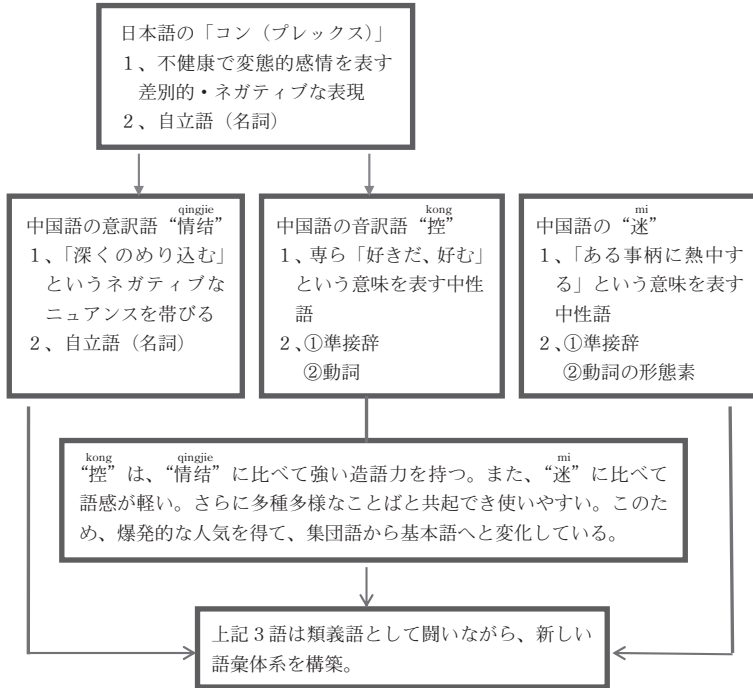 日本語の「コン（プレックス）」
１、不健康で変態的感情を表す
差別的・ネガティブな表現
２、自立語（名詞）
qingjie
中国語の意訳語“情结”
１、「深くのめり込む」
というネガティブな
ニュアンスを帯びる
２、自立語（名詞）
kong
中国語の音訳語“控”
１、専ら「好きだ、好む」
という意味を表す中性
語
２、①準接辞
②動詞
mi
中国語の“迷”
１、「ある事柄に熱中す
る」という意味を表す
中性語
２、①準接辞
②動詞の形態素
kong qingjie mi
“控”は、“情结”に比べて強い造語力を持つ。また、“迷”に比べて
語感が軽い。さらに多種多様なことばと共起でき使いやすい。このた
め、爆発的な人気を得て、集団語から基本語へと変化している。
上記３語は類義語として闘いながら、新しい
語彙体系を構築。